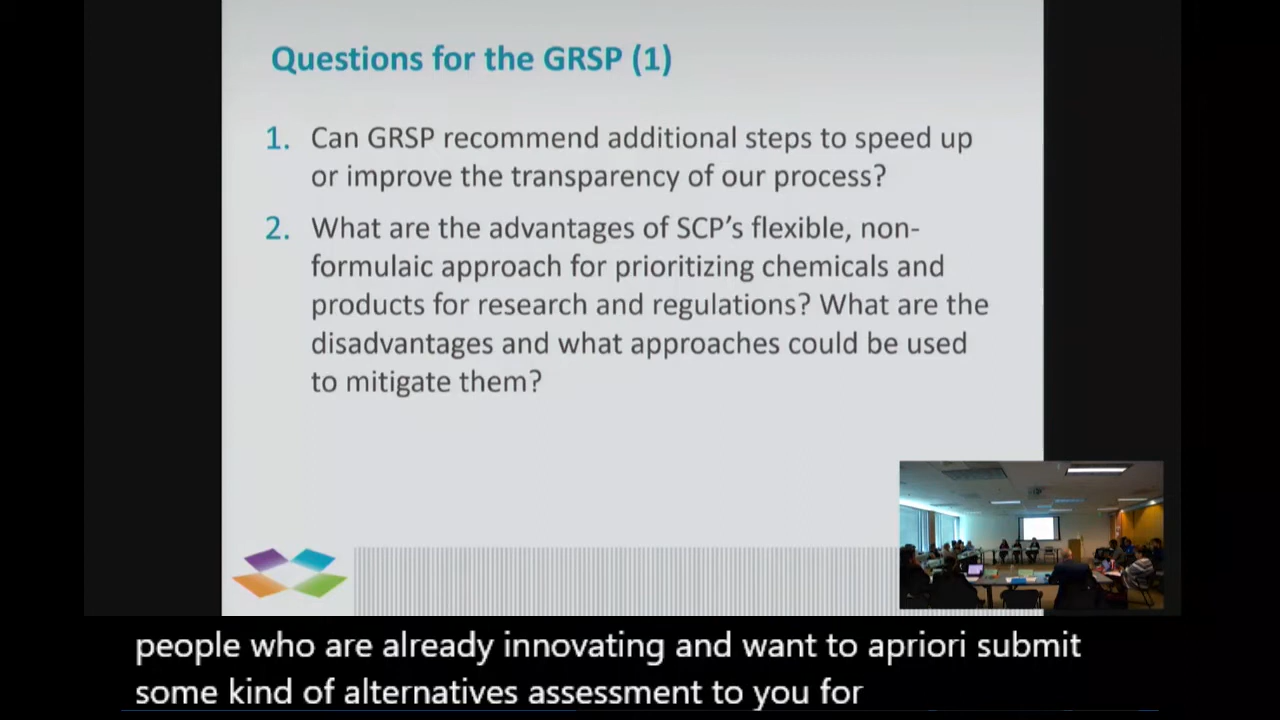 Questions for the GRSP (1)
1. Can GRSP recommend additional steps to speed up
or improve the transparency of our process?
2. What are the advantages of SCP’s flexible, non-
formulaic approach for prioritizing chemicals and
products for research and regulations? What are the
disadvantages and what approaches could be used
to mitigate them?
people who are already innovating and want to apriori submit
some kind of alternatives assessment to you for